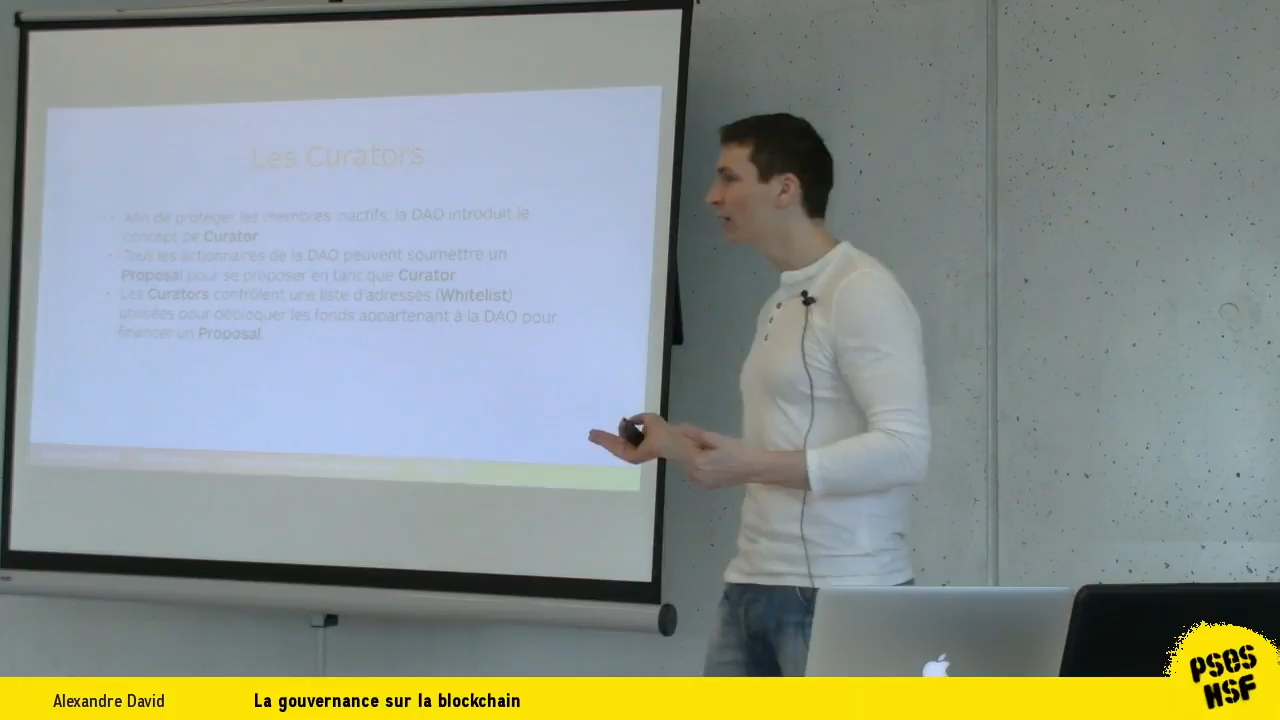 Les Curators
• Afin de protéger les membres inactifs, la DAO introduit le
concept de Curator
• Tous les actionnaires de la DAO peuvent soumettre un
Proposal pour se proposer en tant que Curator
• Les Curators contrôlent une liste d'adresses (Whitelist)
utilisées pour débloquer les fonds appartenant à la DAO pour
financer un Proposal.
Alexandre David
La gouvernance sur la blockchain
PSES
HSF